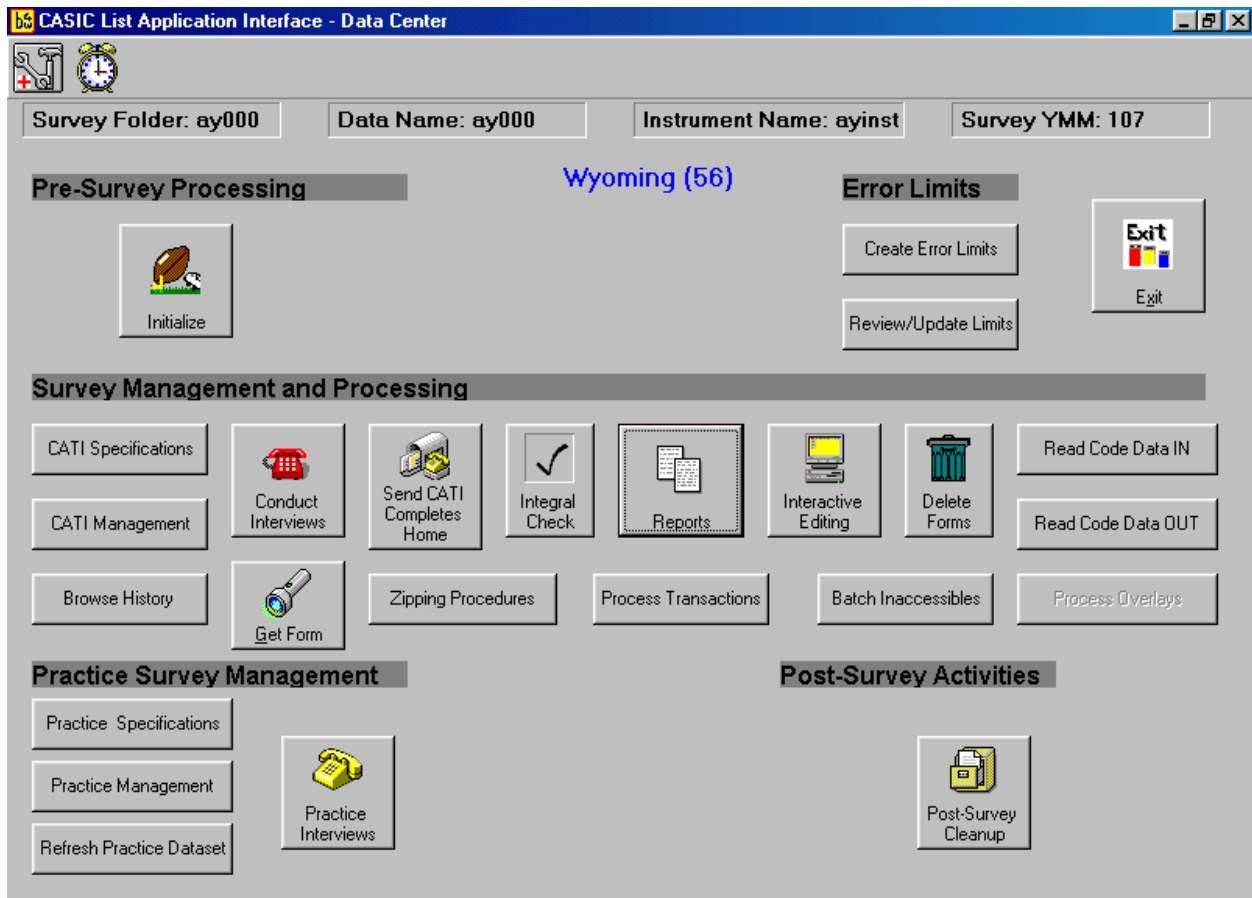 CASIC List Application Interface - Data Center
Survey Folder: ay000
Data Name: ay000
Instrument Name: ayinst
Survey YMM: 107
Wyoming (56)
Pre-Survey Processing
Initialize
Error Limits
Create Error Limits
Review/Update Limits
Exit
Exit
Survey Management and Processing
CATI Specifications
CATI Management
Conduct
Interviews
Send CATI
Completes
Home
Integral
Check
Reports
Interactive
Editing
Delete
Forms
Read Code Data IN
Read Code Data OUT
Browse History
Get Form
Zipping Procedures
Process Transactions
Batch Inaccessibles
Process Overlays
Practice Survey Management
Practice Specifications
Practice Management
Refresh Practice Dataset
Practice
Interviews
Post-Survey Activities
Post-Survey
Cleanup